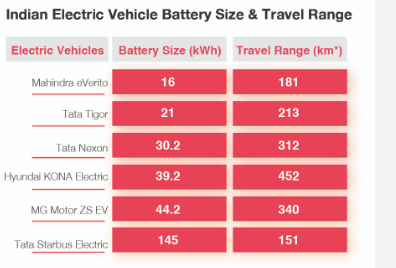 Indian Electric Vehicle Battery Size & Travel Range
Electric Vehicles Battery Size (kWh) Travel Range (km*)
Mahindra eVerito 16 181
Tata Tigor 21 213
Tata Nexon 30.2 312
Hyundai KONA Electric 39.2 452
MG Motor ZS EV 44.2 340
Tata Starbus Electric 145 151